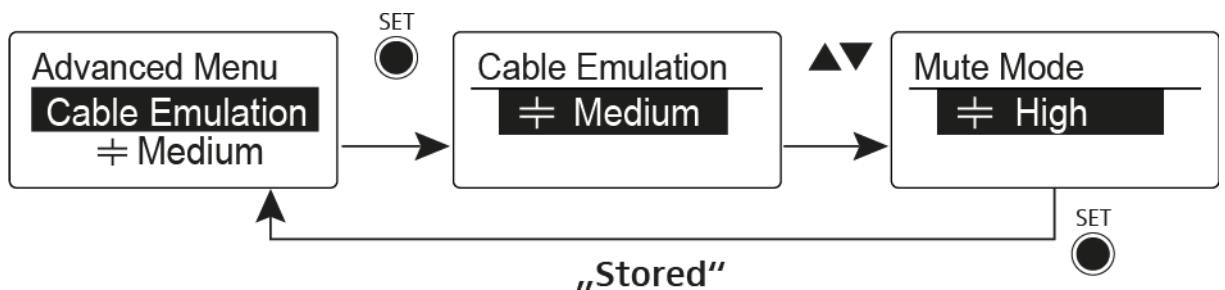 SET
Advanced Menu
Cable Emulation
Medium
Cable Emulation
Medium
▲▼
Mute Mode
High
SET
„Stored“